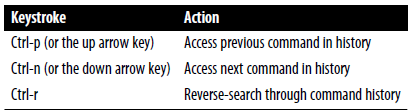 Keystroke Action
Ctrl-p (or the up arrow key) Access previous command in history
Ctrl-n (or the down arrow key) Access next command in history
Ctrl-r Reverse-search through command history